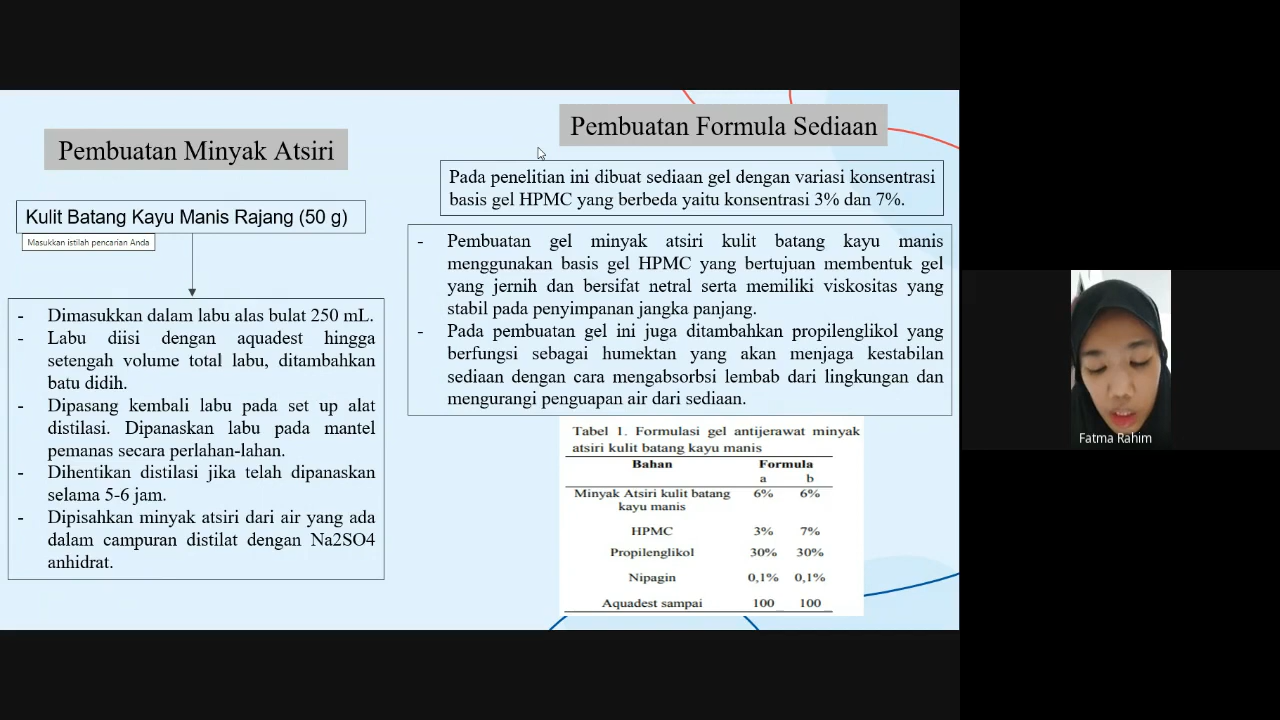 Pembuatan Minyak Atsiri
Kulit Batang Kayu Manis Rajang (50 g)
Masukkan istilah pencarian Anda
- Dimasukkan dalam labu alas bulat 250 mL.
- Labu diisi dengan aquadest hingga
setengah volume total labu, ditambahkan
batu didih.
- Dipasang kembali labu pada set up alat
distilasi. Dipanaskan labu pada mantel
pemanas secara perlahan-lahan.
- Dihentikan distilasi jika telah dipanaskan
selama 5-6 jam.
- Dipisahkan minyak atsiri dari air yang ada
dalam campuran distilat dengan Na2SO4
anhidrat.
Pembuatan Formula Sediaan
Pada penelitian ini dibuat sediaan gel dengan variasi konsentrasi
basis gel HPMC yang berbeda yaitu konsentrasi 3% dan 7%.
- Pembuatan gel minyak atsiri kulit batang kayu manis
menggunakan basis gel HPMC yang bertujuan membentuk gel
yang jernih dan bersifat netral serta memiliki viskositas yang
stabil pada penyimpanan jangka panjang.
- Pada pembuatan gel ini juga ditambahkan propilenglikol yang
berfungsi sebagai humektan yang akan menjaga kestabilan
sediaan dengan cara mengabsorbsi lembab dari lingkungan dan
mengurangi penguapan air dari sediaan.
Tabel 1. Formulasi gel antijerawat minyak
atsiri kulit batang kayu manis
Bahan Formula
a b
Minyak Atsiri kulit batang 6% 6%
kayu manis
HPMC 3% 7%
Propilenglikol 30% 30%
Nipagin 0,1% 0,1%
Aquadest sampai 100 100
Fatma Rahim